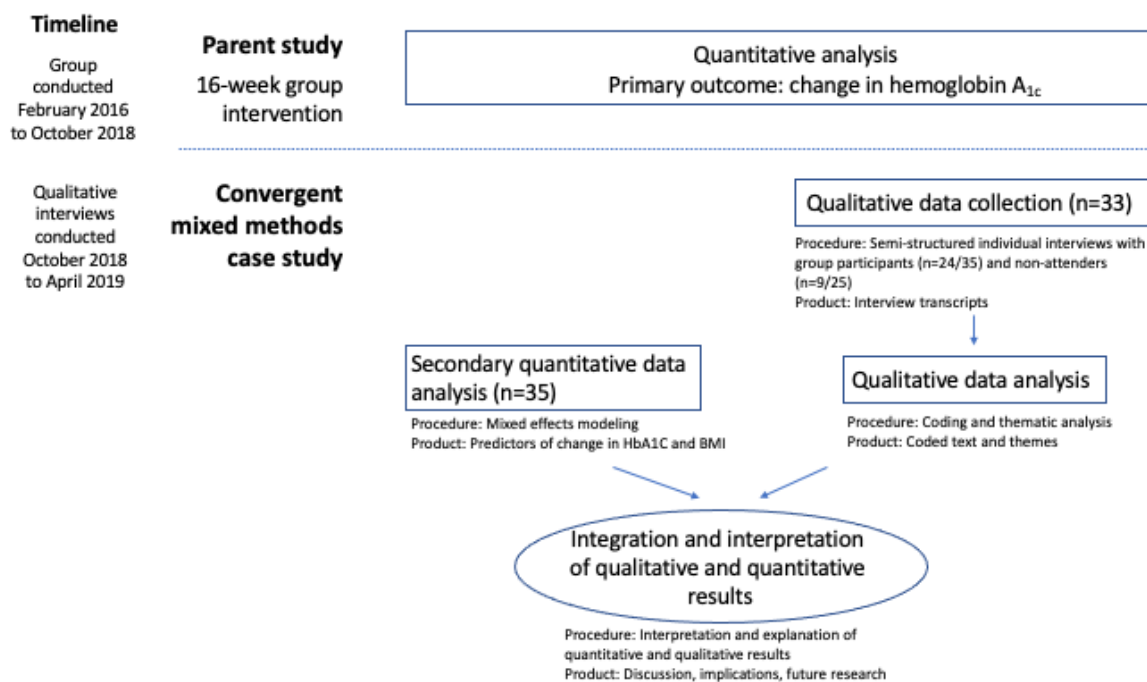 Timeline
Group
conducted
February 2016
to October 2018
Parent study
16-week group
intervention
Quantitative analysis
Primary outcome: change in hemoglobin A1c
Qualitative
interviews
conducted
October 2018
to April 2019
Convergent
mixed methods
case study
Qualitative data collection (n=33)
Procedure: Semi-structured individual interviews with
group participants (n=24/35) and non-attenders
(n=9/25)
Product: Interview transcripts
Secondary quantitative data
analysis (n=35)
Procedure: Mixed effects modeling
Product: Predictors of change in HbA1C and BMI
Qualitative data analysis
Procedure: Coding and thematic analysis
Product: Coded text and themes
Integration and interpretation
of qualitative and quantitative
results
Procedure: Interpretation and explanation of
quantitative and qualitative results
Product: Discussion, implications, future research